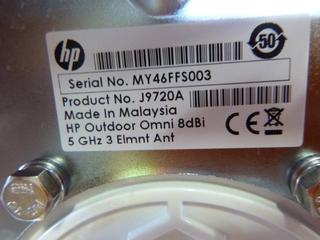 hp
50
Serial No. MY46FFS003
Product No. J9720A
Made In Malaysia
HP Outdoor Omni 8dBi
5 GHz 3 Elmnt Ant
CE